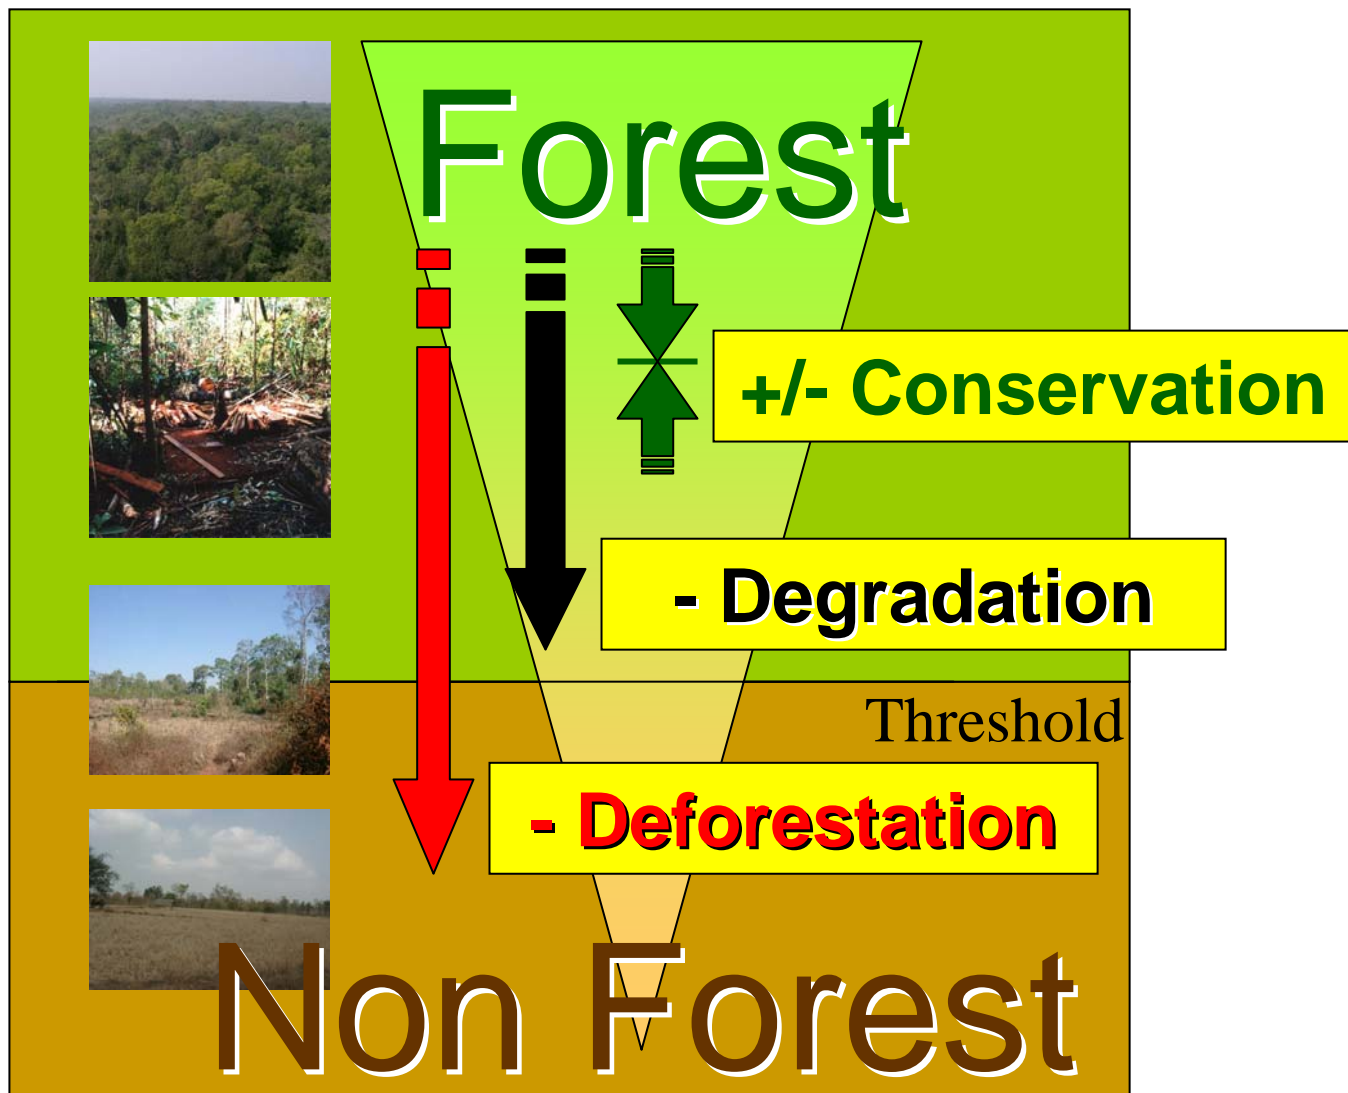 Forest
+/- Conservation
- Degradation
Threshold
- Deforestation
Non Forest